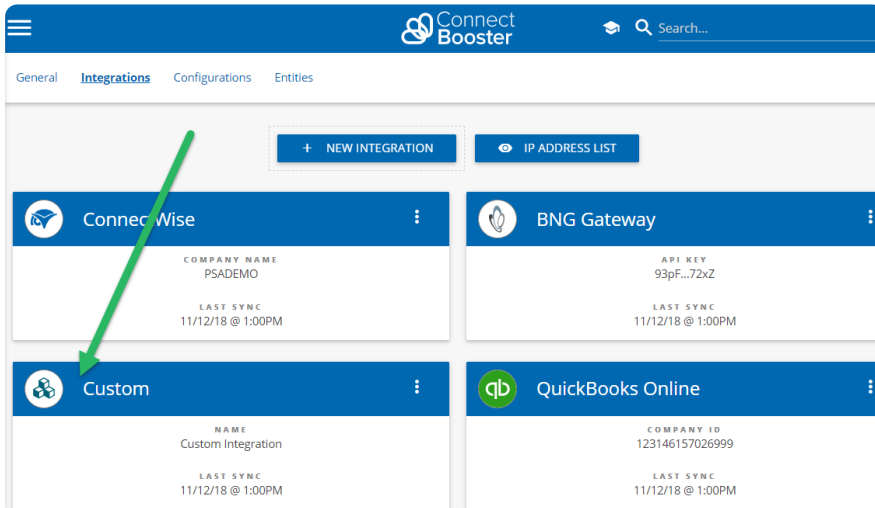 Connect
Booster
Search...
General Integrations Configurations Entities
+ NEW INTEGRATION IP ADDRESS LIST
ConnectWise
COMPANY NAME
PSADEMO
LAST SYNC
11/12/18 @ 1:00PM
BNG Gateway
API KEY
93pF...72xZ
LAST SYNC
11/12/18 @ 1:00PM
Custom
NAME
Custom Integration
LAST SYNC
11/12/18 @ 1:00PM
qb QuickBooks Online
COMPANY ID
123146157026999
LAST SYNC
11/12/18 @ 1:00PM